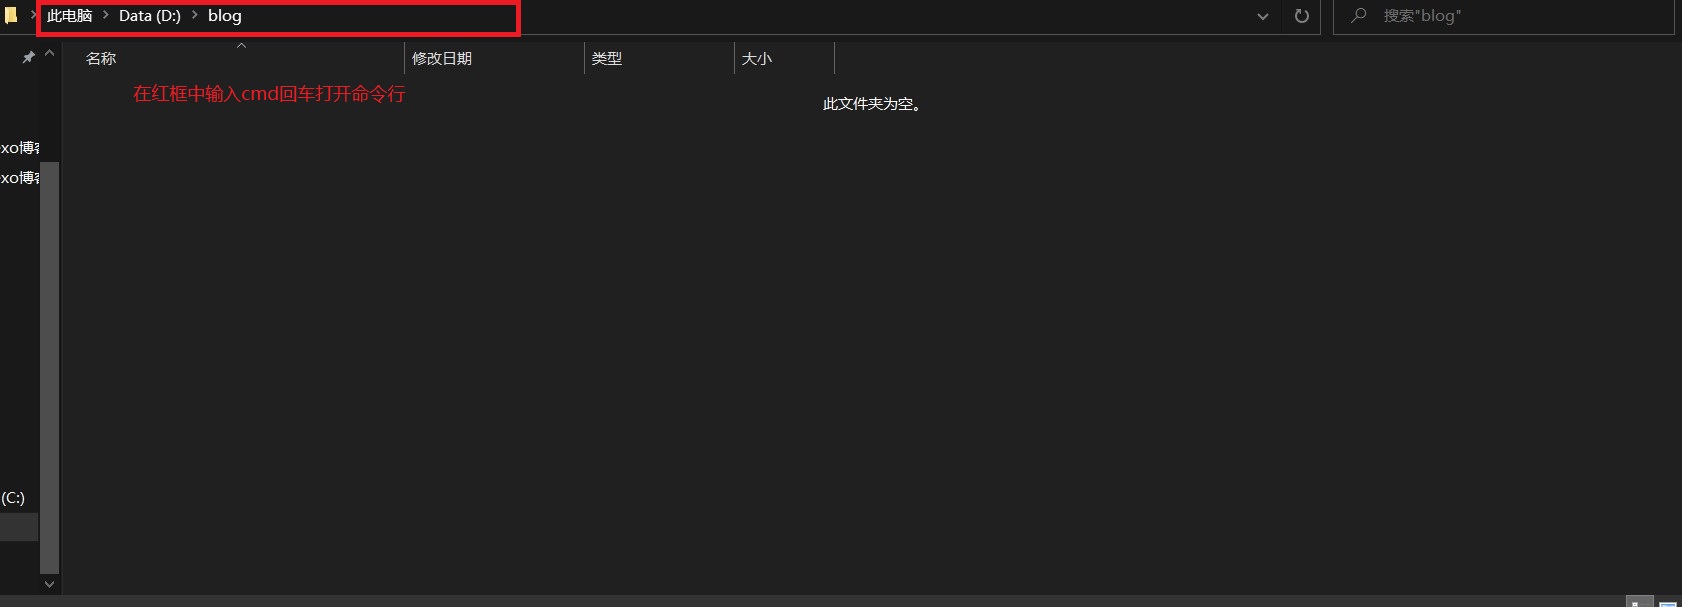 此电脑 > Data (D:) > blog
搜索"blog"
名称 修改日期 类型 大小
在红框中输入cmd回车打开命令行
此文件夹为空。
xo博客
xo博客
(C:)